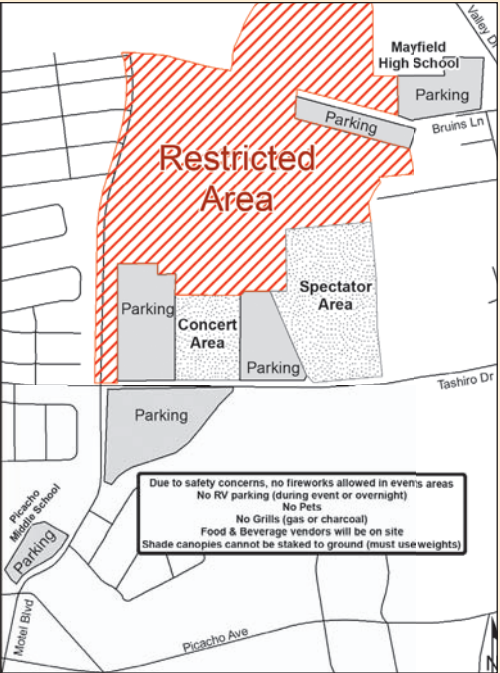 Valley Dr
Mayfield
High School
Parking
Parking
Bruins Ln
Restricted
Area
Spectator
Area
Parking
Concert
Area
Parking
Tashiro Dr
Parking
Due to safety concerns, no fireworks allowed in events areas
No RV parking (during event or overnight)
No Pets
No Grills (gas or charcoal)
Food & Beverage vendors will be on site
Shade canopies cannot be staked to ground (must use weights)
Picacho
Middle School
Parking
Motel Blvd
Picacho Ave
N